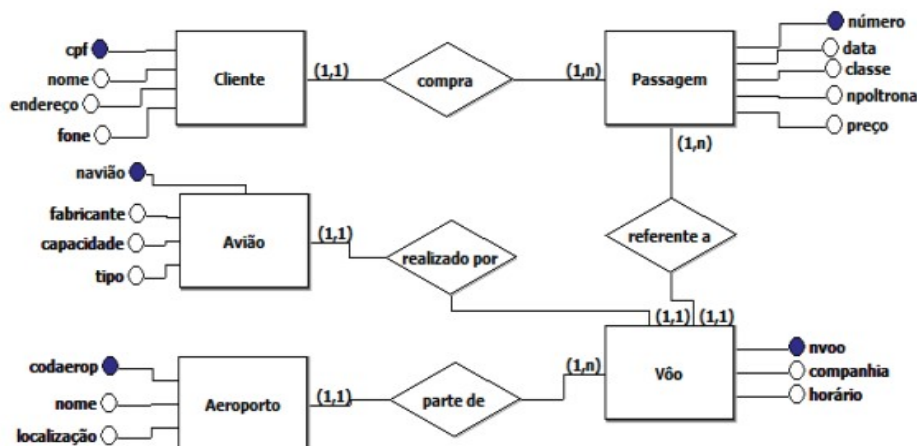 cpf
nome
endereço
fone
Cliente
(1,1)
compra
(1,n)
Passagem
número
data
classe
npoltrona
preço
(1,n)
referente a
navião
fabricante
capacidade
tipo
Avião
(1,1)
realizado por
(1,1)
(1,1)
codaerop
nome
localização
Aeroporto
(1,1)
parte de
(1,n)
Vôo
nvoo
companhia
horário